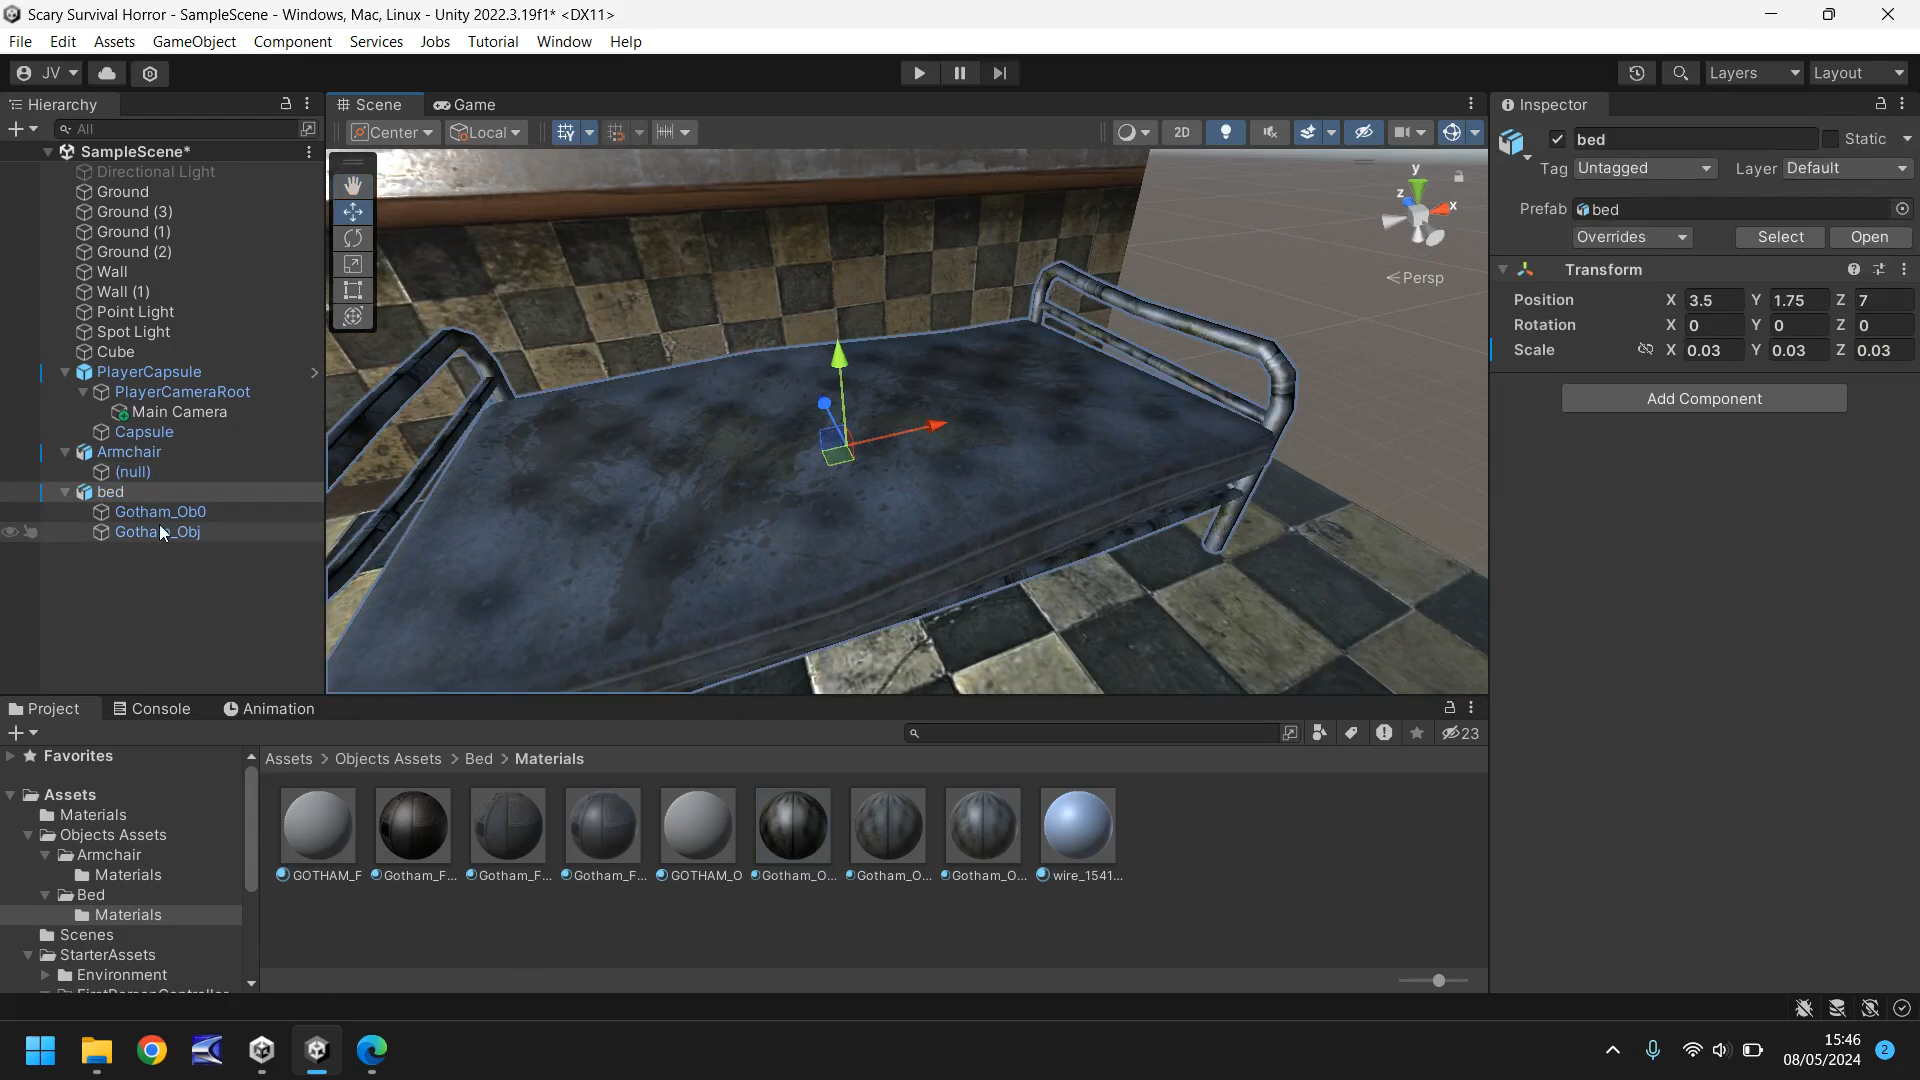 Scary Survival Horror - SampleScene - Windows, Mac, Linux - Unity 2022.3.19f1* <DX11>
File Edit Assets GameObject Component Services Jobs Tutorial Window Help
JV Layers Layout
Hierarchy Scene Game Inspector
All Center Local 2D
SampleScene* bed Static
Directional Light Tag Untagged Layer Default
Ground
Ground (3) Prefab bed
Ground (1) Overrides Select Open
Ground (2)
Wall Transform
Wall (1) Position X 3.5 Y 1.75 Z 7
Point Light Rotation X 0 Y 0 Z 0
Spot Light Scale X 0.03 Y 0.03 Z 0.03
Cube
PlayerCapsule
PlayerCameraRoot Add Component
Main Camera
Capsule
Armchair
(null)
bed
Gotham_Ob0
Gotham_Obj
y
z
x
Persp
Project Console Animation
23
Favorites Assets > Objects Assets > Bed > Materials
Assets
Materials
Objects Assets
Armchair
Materials GOTHAM_F Gotham_F... Gotham_F... Gotham_F... GOTHAM_O Gotham_O... Gotham_O... Gotham_O... wire_1541...
Bed
Materials
Scenes
StarterAssets
Environment
15:46
08/05/2024
2